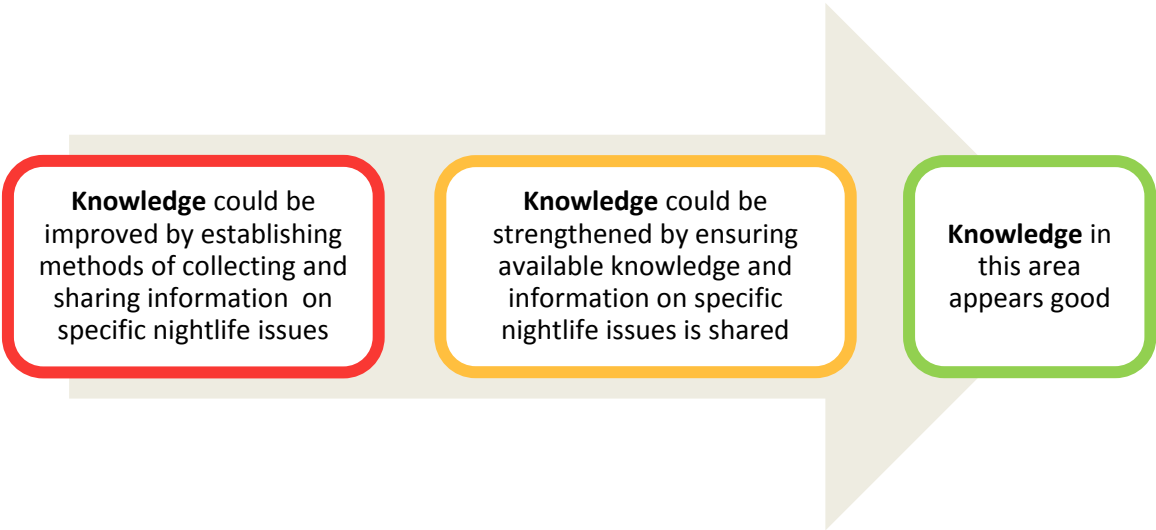 Knowledge could be
improved by establishing
methods of collecting and
sharing information  on
specific nightlife issues
Knowledge could be
strengthened by ensuring
available knowledge and
information on specific
nightlife issues is shared
Knowledge in
this area
appears good